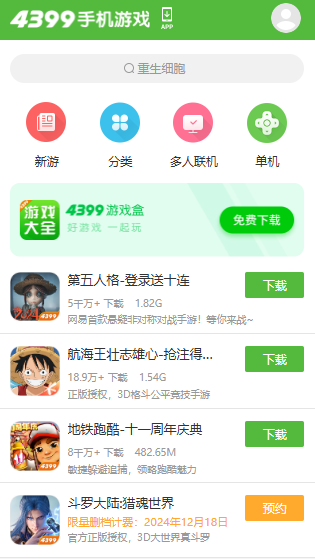 4399手机游戏 APP
重生细胞
新游 分类 多人联机 单机
游戏大全 4399游戏盒 免费下载
好游戏 一起玩
第五人格-登录送十连
5千万+ 下载 1.82G 下载
网易首款悬疑非对称对战手游！等你来战~
4399
航海王壮志雄心-抢注得...
18.9万+ 下载 1.54G 下载
正版授权，3D格斗公平竞技手游
地铁跑酷-十一周年庆典
8千万+ 下载 482.65M 下载
敏捷躲避追捕，领略跑酷魅力
4399
斗罗大陆:猎魂世界
限量删档计费：2024年12月18日 预约
官方正版授权，3D大世界真斗罗
4399